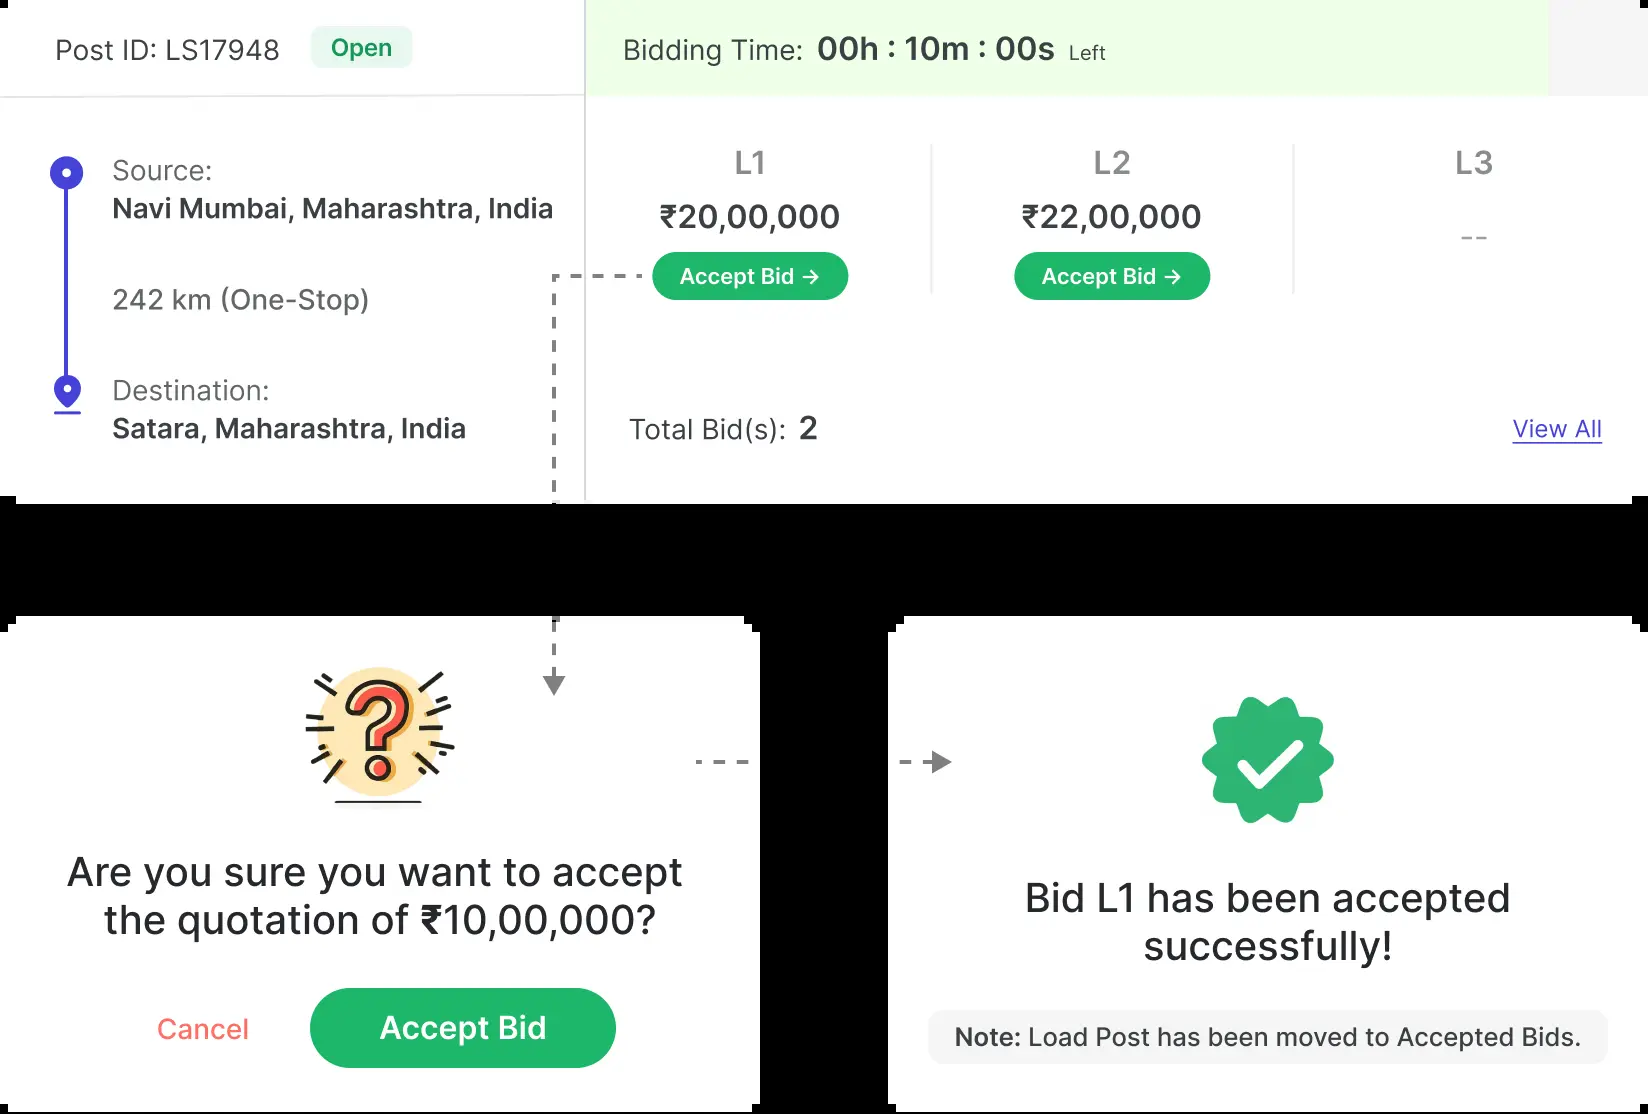 Post ID: LS17948 Open
Bidding Time: 00h : 10m : 00s Left
Source:
Navi Mumbai, Maharashtra, India
242 km (One-Stop)
Destination:
Satara, Maharashtra, India
L1
₹20,00,000
Accept Bid →
L2
₹22,00,000
Accept Bid →
L3
--
Total Bid(s): 2
View All
Are you sure you want to accept
the quotation of ₹10,00,000?
Cancel
Accept Bid
Bid L1 has been accepted
successfully!
Note: Load Post has been moved to Accepted Bids.